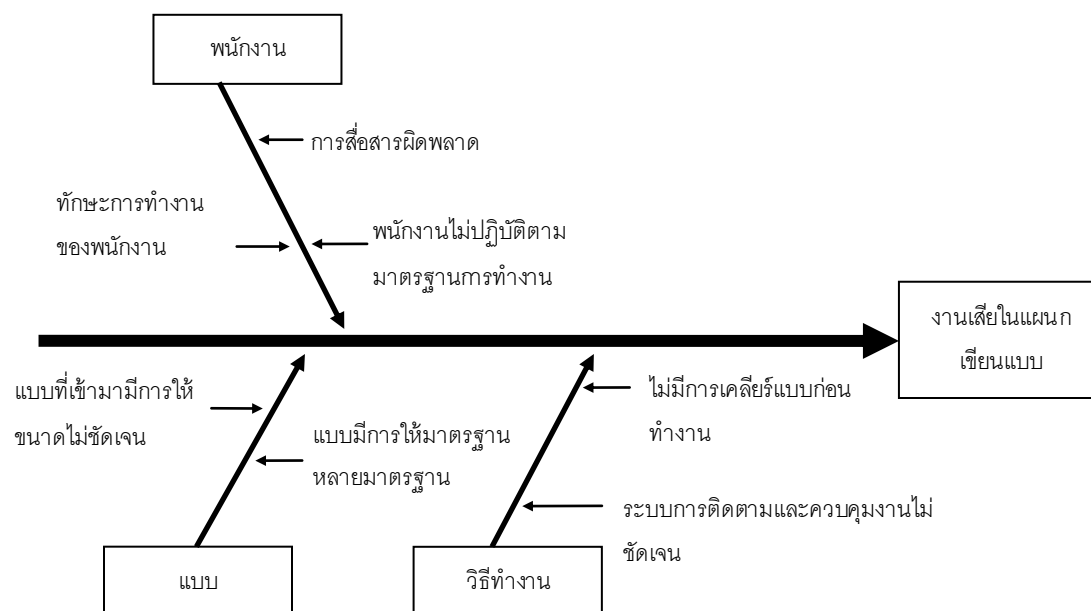 พนักงาน
การสื่อสารผิดพลาด
ทักษะการทำงาน
ของพนักงาน
พนักงานไม่ปฏิบัติตาม
มาตรฐานการทำงาน
งานเสียในแผนก
เขียนแบบ
แบบที่เข้ามามีการให้
ขนาดไม่ชัดเจน
แบบมีการให้มาตรฐาน
หลายมาตรฐาน
ไม่มีการเคลียร์แบบก่อน
ทำงาน
ระบบการติดตามและควบคุมงานไม่
ชัดเจน
แบบ
วิธีทำงาน